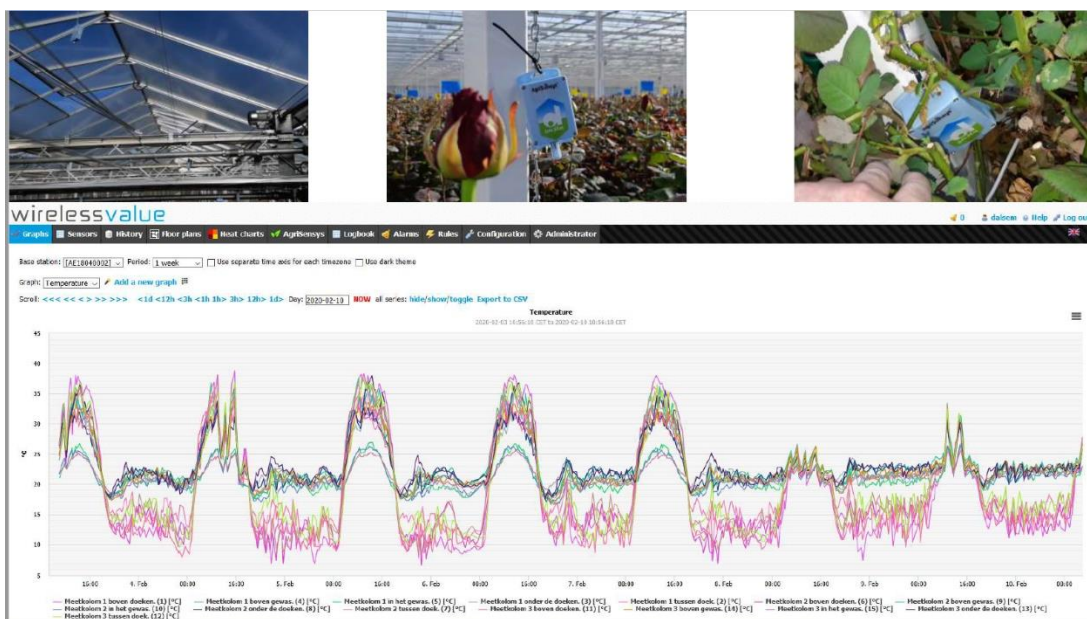 AgriSensys
AgriSensys
wirelessvalue
0 dalsem Help Log out
Graphs Sensors History Floor plans Heat charts AgriSensys Logbook Alarms Rules Configuration Administrator
Base station: [AE18040002] Period: 1 week Use separate time axis for each timezone Use dark theme
Graph: Temperature Add a new graph
Scroll: <<< << < > >> >>> <1d <12h <3h <1h 1h> 3h> 12h> 1d> Day: 2020-02-10 NOW all series: hide/show/toggle Export to CSV
Temperature
45
40
35
30
25
20
15
10
5
°C
16:00 4. Feb 08:00 16:00 5. Feb 08:00 16:00 6. Feb 08:00 16:00 7. Feb 08:00 16:00 8. Feb 08:00 16:00 9. Feb 08:00 16:00 10. Feb 08:00
Meetkolom 1 boven doeken. (1) [°C] Meetkolom 1 boven gewas. (4) [°C] Meetkolom 1 in het gewas. (5) [°C] Meetkolom 1 onder de doeken. (3) [°C] Meetkolom 1 tussen doek. (2) [°C] Meetkolom 2 boven doeken. (6) [°C] Meetkolom 2 boven gewas. (9) [°C]
Meetkolom 2 in het gewas. (10) [°C] Meetkolom 2 onder de doeken. (8) [°C] Meetkolom 2 tussen doek. (7) [°C] Meetkolom 3 boven doeken. (11) [°C] Meetkolom 3 boven gewas. (14) [°C] Meetkolom 3 in het gewas. (15) [°C] Meetkolom 3 onder de doeken. (13) [°C]
Meetkolom 3 tussen doek. (12) [°C]